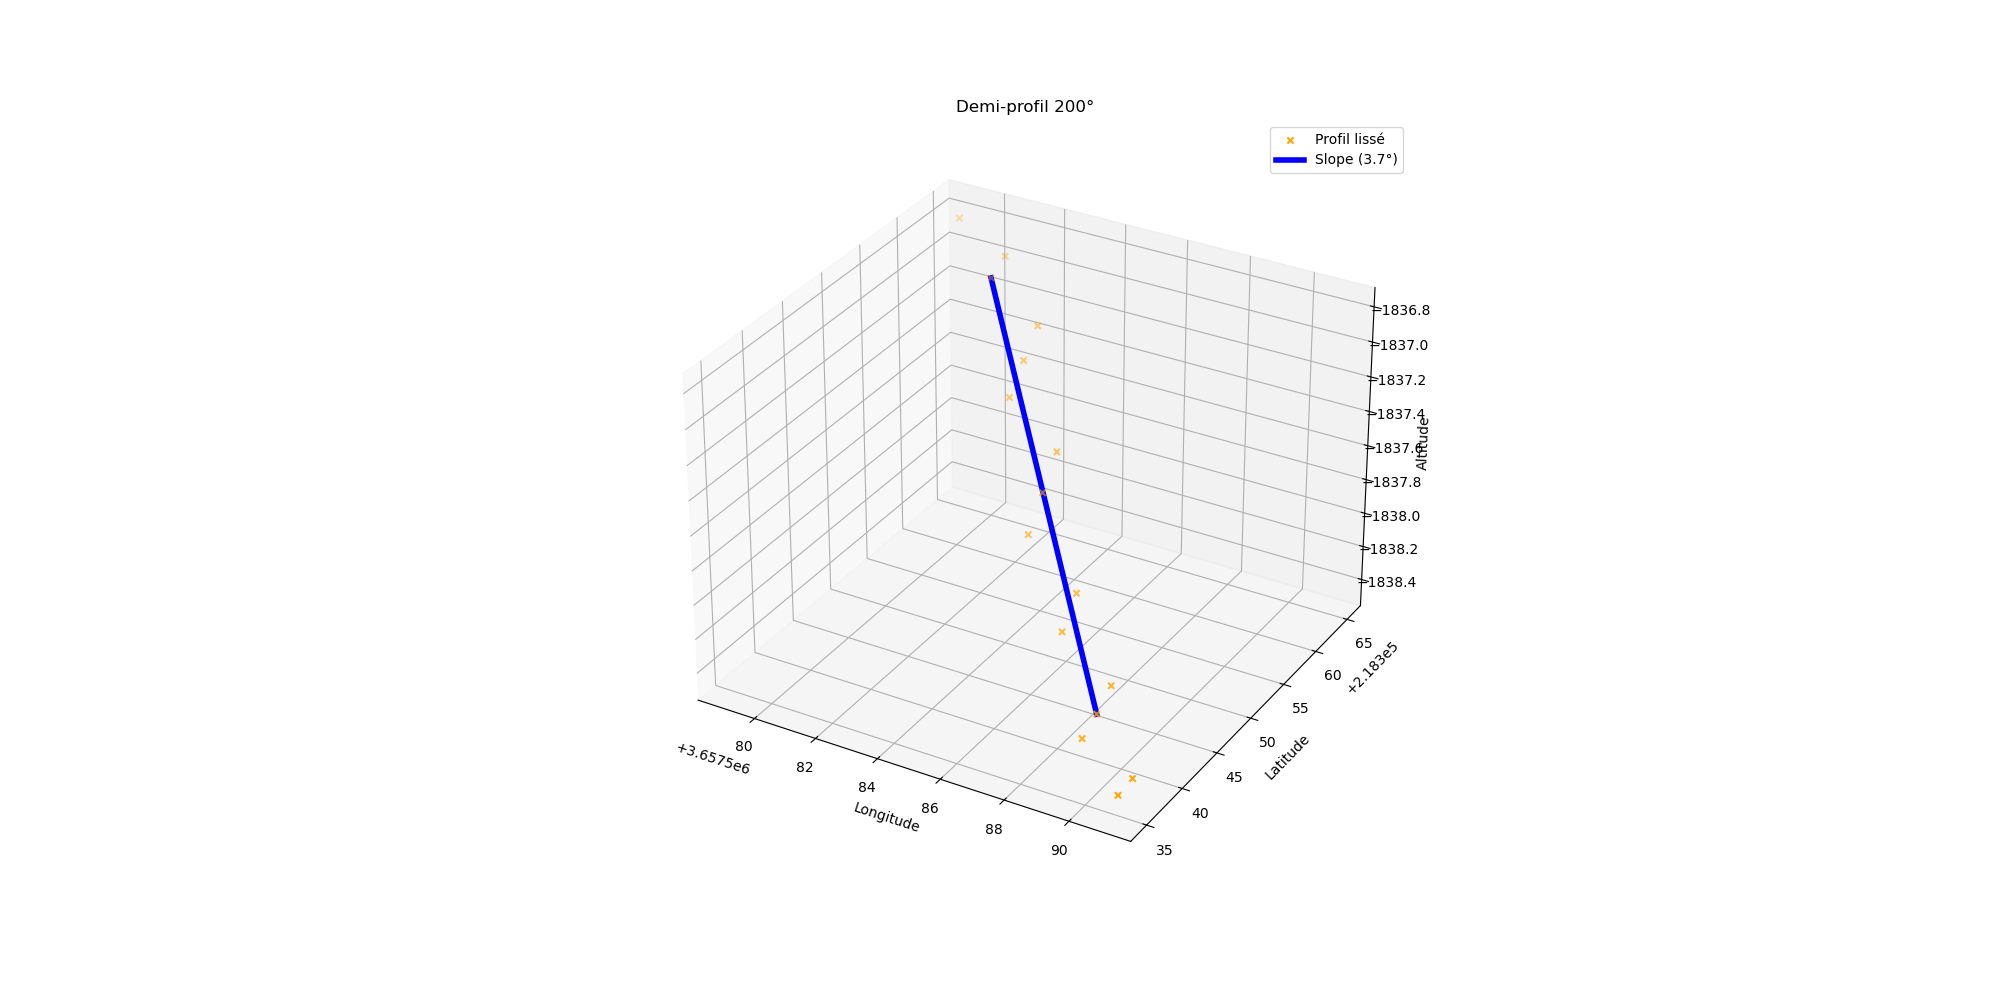 Demi-profil 200°
Profil lissé
Slope (3.7°)
−1836.8
−1837.0
−1837.2
−1837.4
−1837.6
−1837.8
−1838.0
−1838.2
−1838.4
Altitude
65
60
55
50
45
40
35
+2.183e5
Latitude
80
82
84
86
88
90
+3.6575e6
Longitude